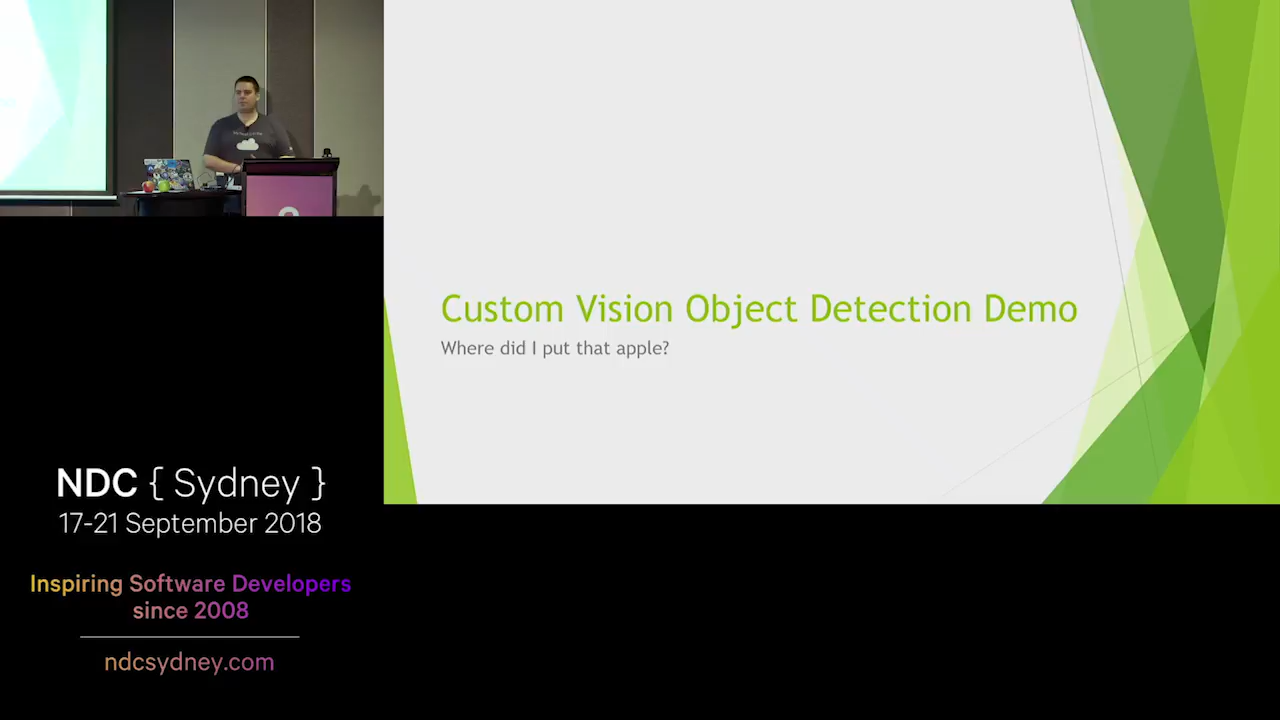 Custom Vision Object Detection Demo
Where did I put that apple?
NDC { Sydney }
17-21 September 2018
Inspiring Software Developers
since 2008
ndcsydney.com